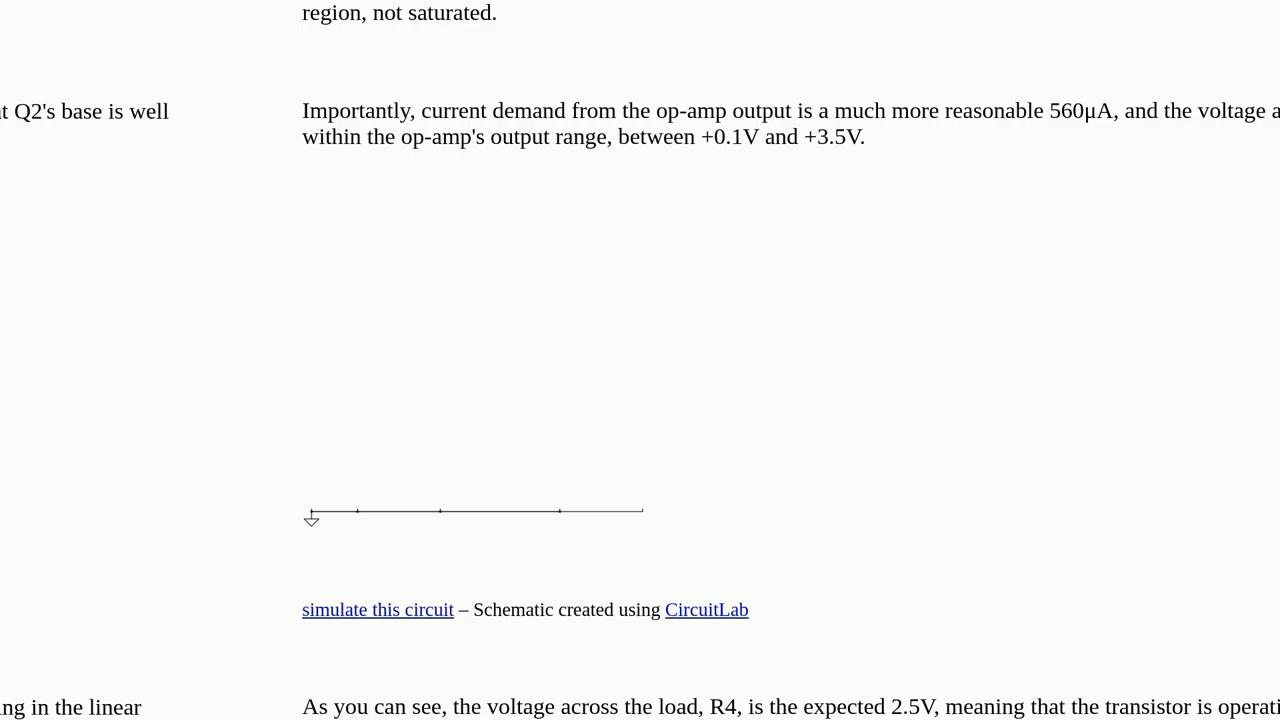 region, not saturated.
t Q2's base is well
Importantly, current demand from the op-amp output is a much more reasonable 560μA, and the voltage a
within the op-amp's output range, between +0.1V and +3.5V.
simulate this circuit – Schematic created using CircuitLab
ng in the linear
As you can see, the voltage across the load, R4, is the expected 2.5V, meaning that the transistor is operati